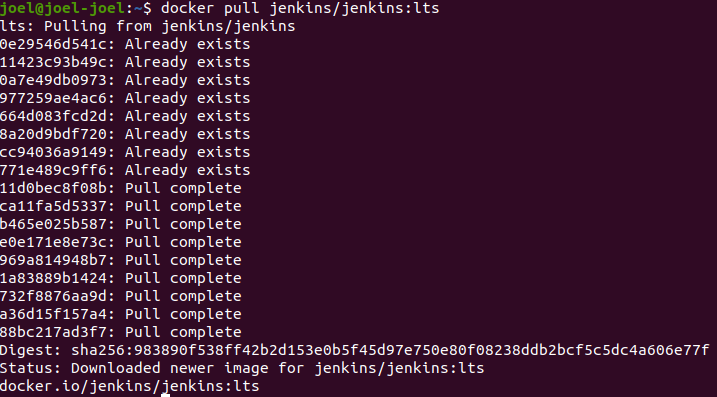 joel@joel-joel:~$ docker pull jenkins/jenkins:lts
lts: Pulling from jenkins/jenkins
0e29546d541c: Already exists
11423c93b49c: Already exists
0a7e49db0973: Already exists
977259ae4ac6: Already exists
664d083fcd2d: Already exists
8a20d9bdf720: Already exists
cc94036a9149: Already exists
771e489c9ff6: Already exists
11d0bec8f08b: Pull complete
ca11fa5d5337: Pull complete
b465e025b587: Pull complete
e0e171e8e73c: Pull complete
969a814948b7: Pull complete
1a83889b1424: Pull complete
732f8876aa9d: Pull complete
a36d15f157a4: Pull complete
88bc217ad3f7: Pull complete
Digest: sha256:983890f538ff42b2d153e0b5f45d97e750e80f08238ddb2bcf5c5dc4a606e77f
Status: Downloaded newer image for jenkins/jenkins:lts
docker.io/jenkins/jenkins:lts